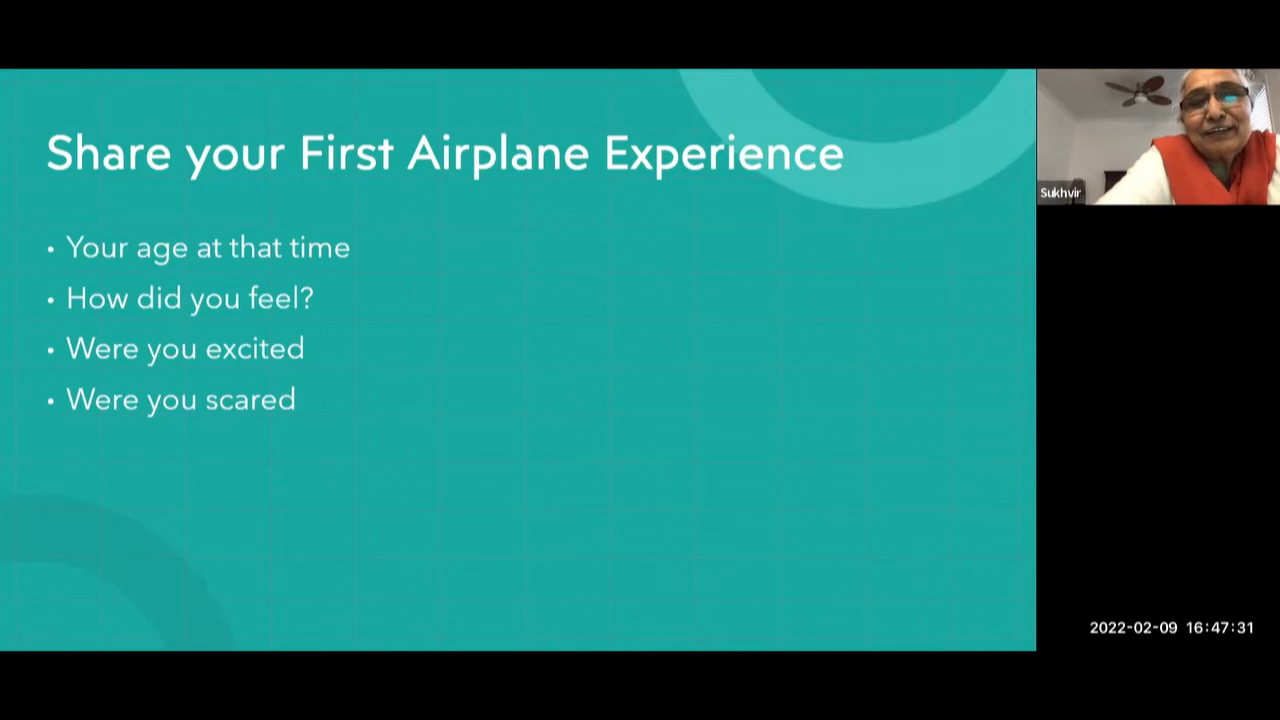 Share your First Airplane Experience
• Your age at that time
• How did you feel?
• Were you excited
• Were you scared
Sukhvir
2022-02-09 16:47:31